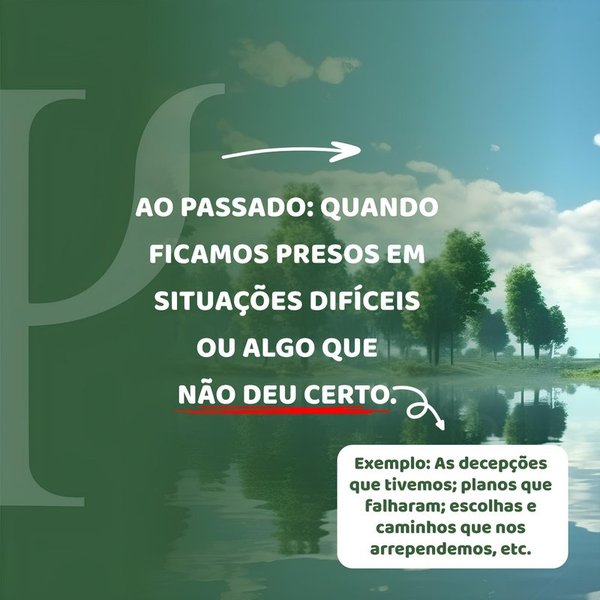 AO PASSADO: QUANDO
FICAMOS PRESOS EM
SITUAÇÕES DIFÍCEIS
OU ALGO QUE
NÃO DEU CERTO.
Exemplo: As decepções
que tivemos; planos que
falharam; escolhas e
caminhos que nos
arrependemos, etc.